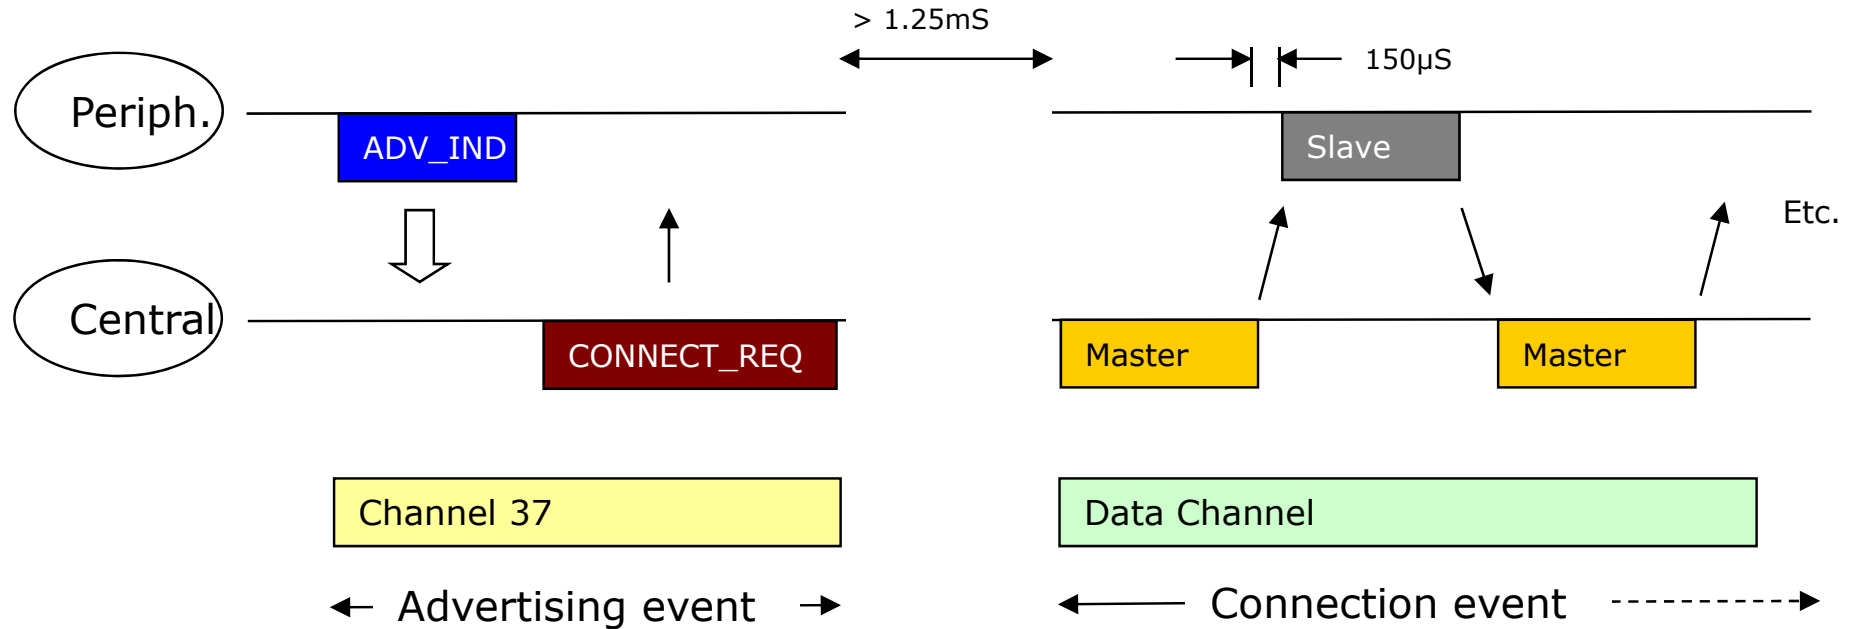 > 1.25mS
150µS
Periph.
ADV_IND
Slave
Etc.
Central
CONNECT_REQ
Master
Master
Channel 37
Data Channel
Advertising event
Connection event